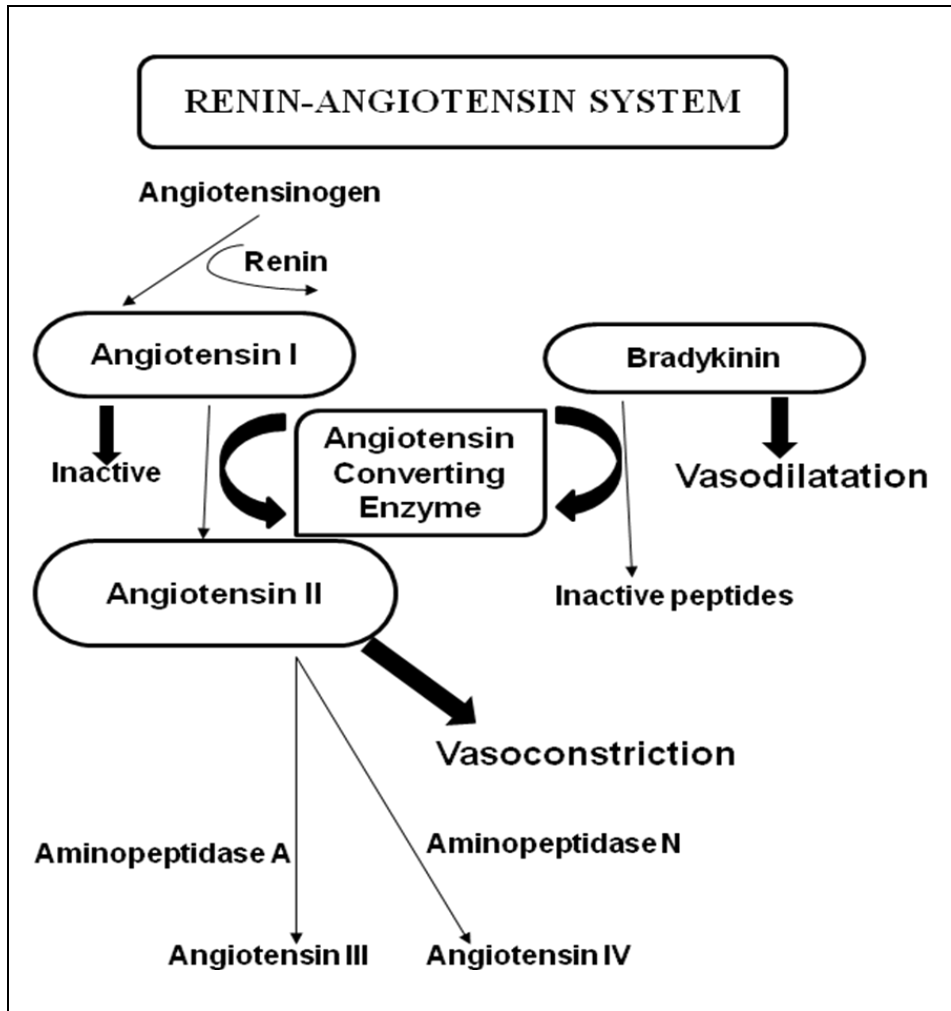 RENIN-ANGIOTENSIN SYSTEM
Angiotensinogen
Renin
Angiotensin I
Bradykinin
Inactive
Angiotensin
Converting
Enzyme
Vasodilatation
Angiotensin II
Inactive peptides
Vasoconstriction
Aminopeptidase A
Aminopeptidase N
Angiotensin III
Angiotensin IV